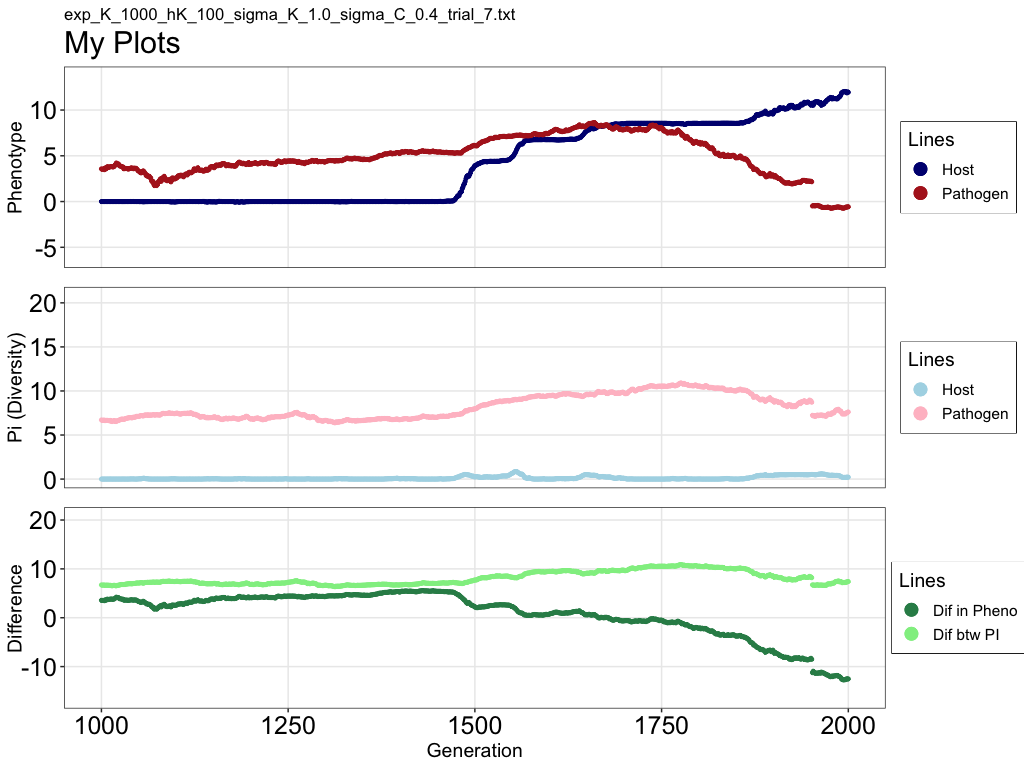 exp_K_1000_hK_100_sigma_K_1.0_sigma_C_0.4_trial_7.txt
My Plots
Phenotype
10
5
0
-5
Lines
Host
Pathogen
Pi (Diversity)
20
15
10
5
0
Lines
Host
Pathogen
Difference
20
10
0
-10
Lines
Dif in Pheno
Dif btw PI
1000 1250 1500 1750 2000
Generation